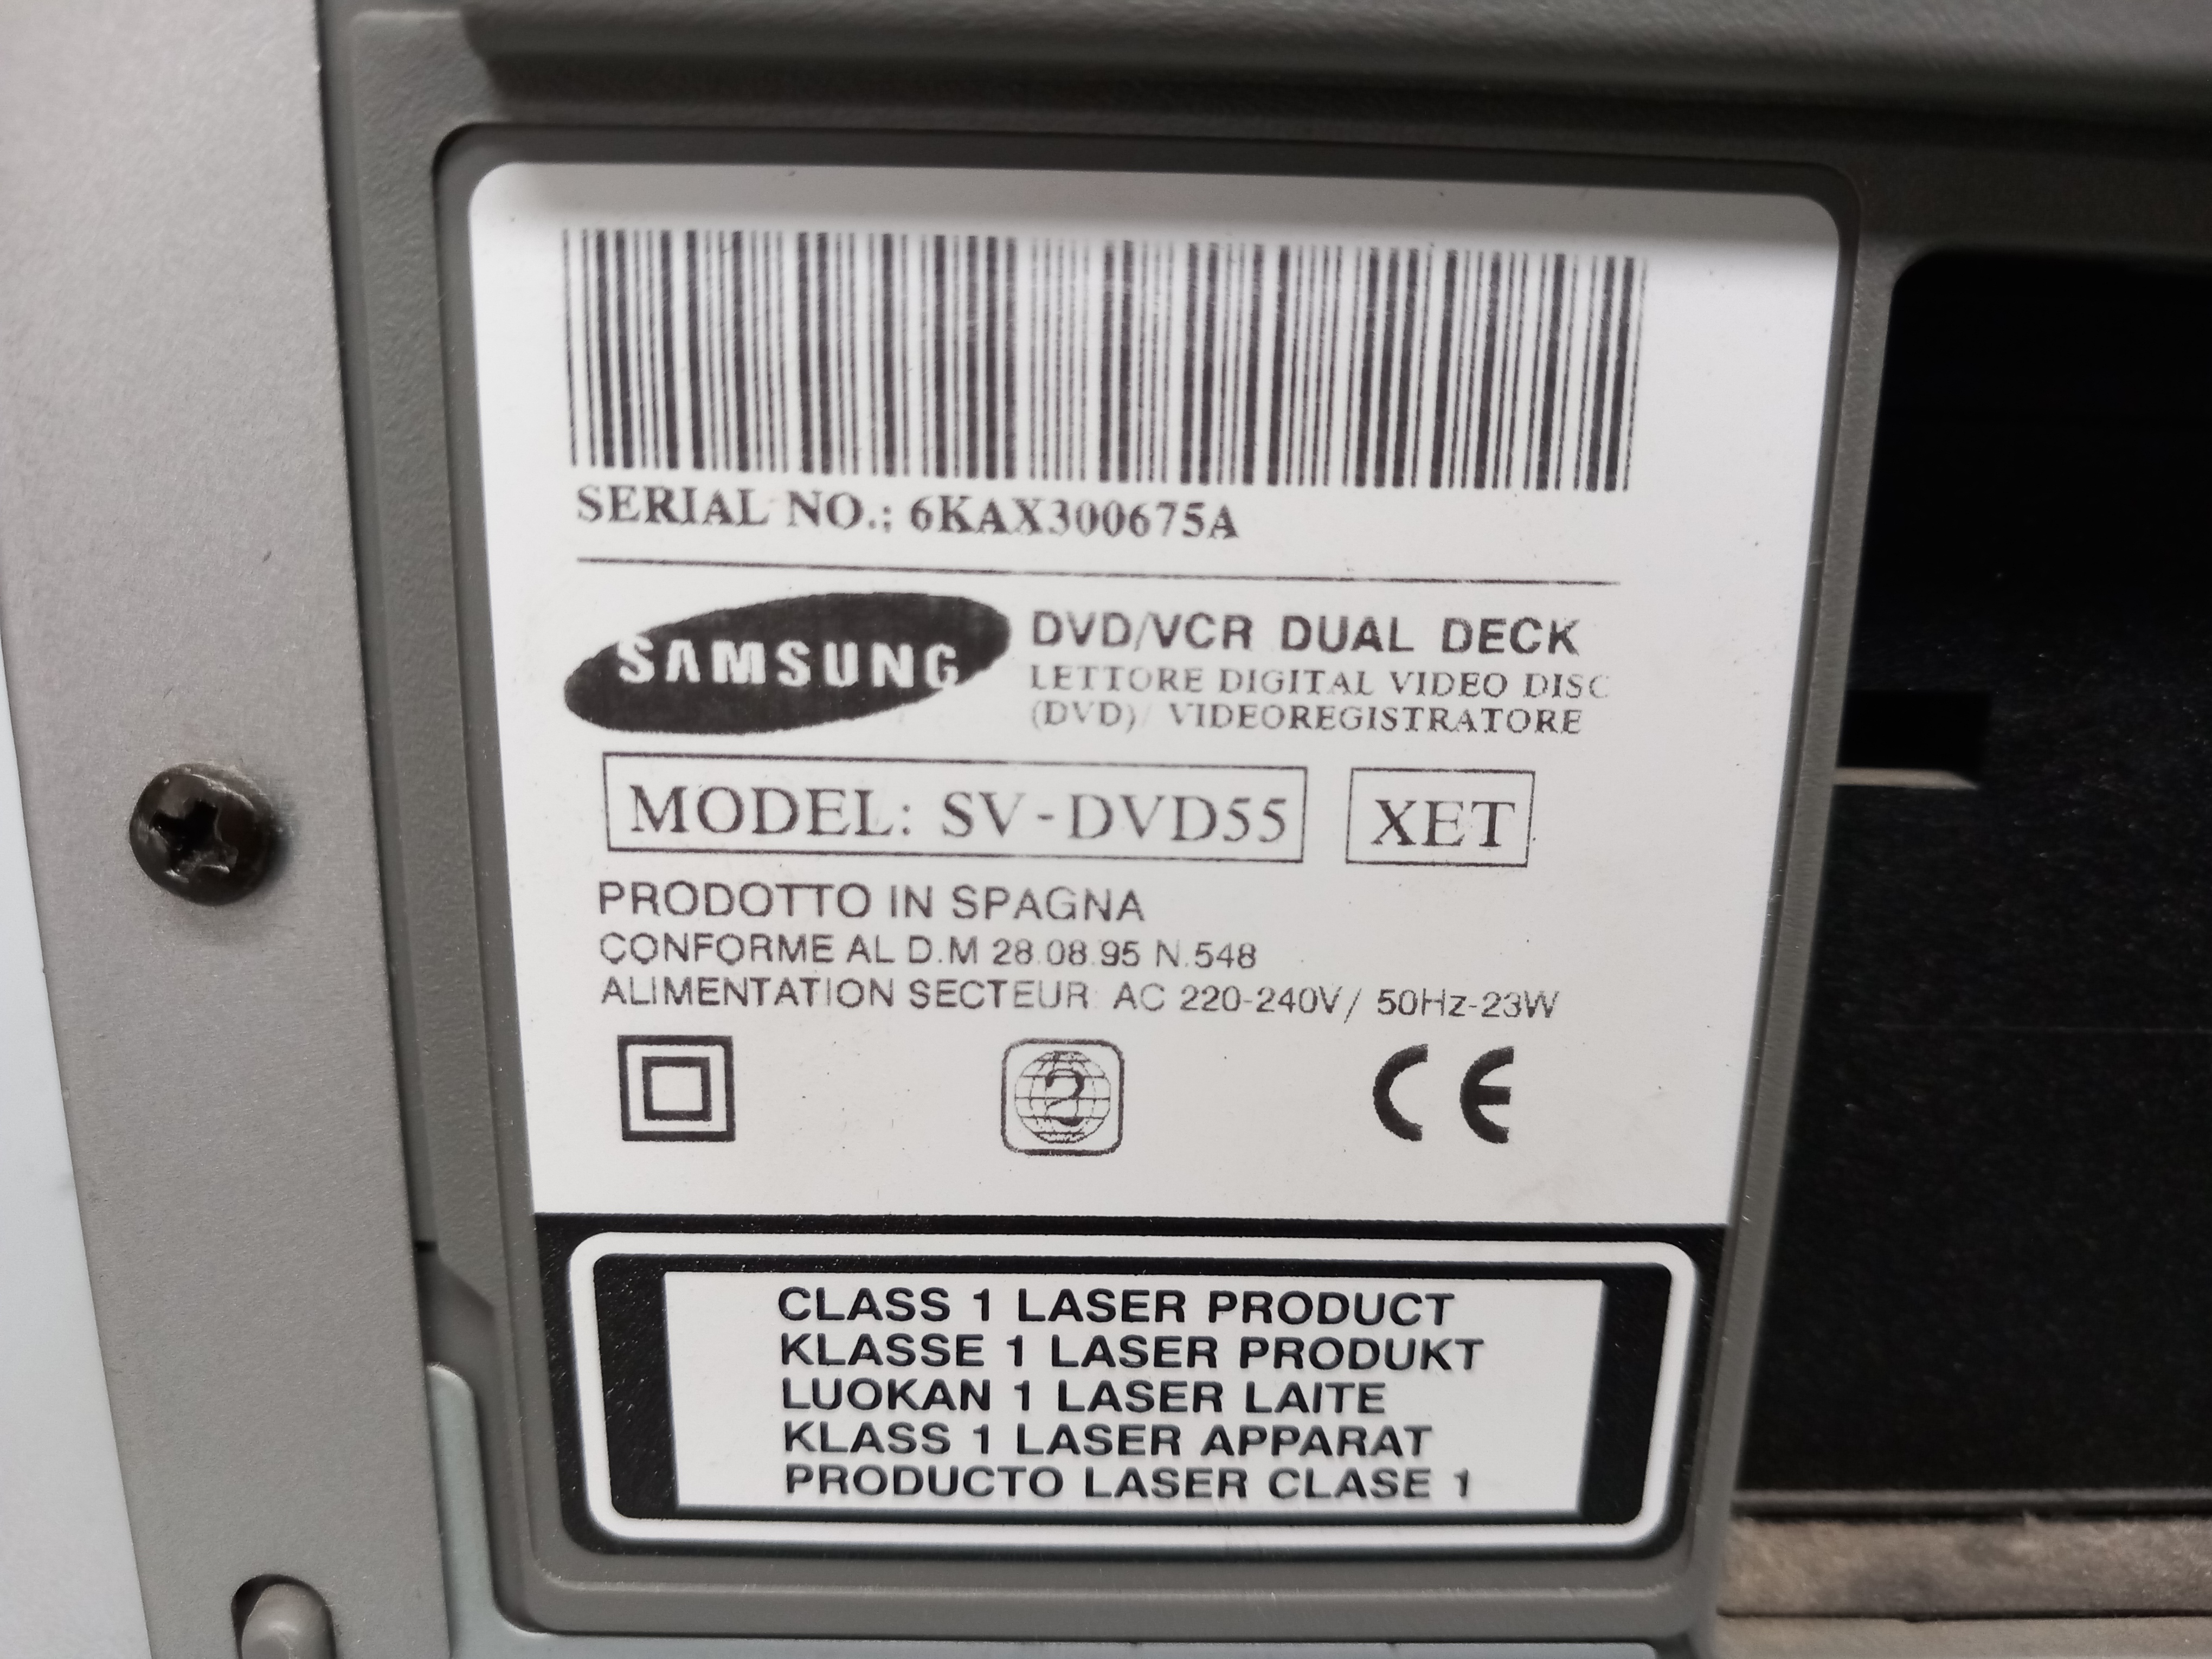 SERIAL NO.: 6KAX300675A
SAMSUNG
DVD/VCR DUAL DECK
LETTORE DIGITAL VIDEO DISC
(DVD)/ VIDEOREGISTRATORE
MODEL: SV-DVD55
XET
PRODOTTO IN SPAGNA
CONFORME AL D.M 28.08.95 N.548
ALIMENTATION SECTEUR: AC 220-240V/ 50Hz-23W
2
CE
CLASS 1 LASER PRODUCT
KLASSE 1 LASER PRODUKT
LUOKAN 1 LASER LAITE
KLASS 1 LASER APPARAT
PRODUCTO LASER CLASE 1